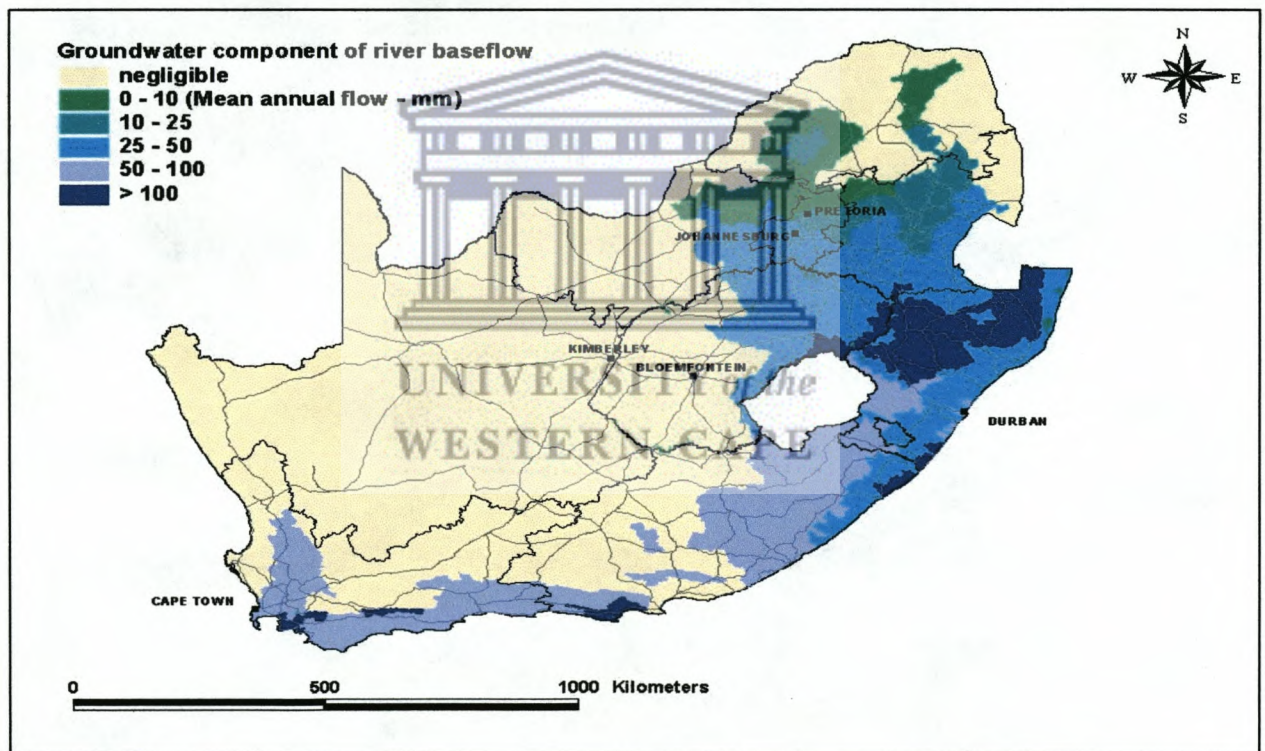 Groundwater component of river baseflow
negligible
0 - 10 (Mean annual flow - mm)
10 - 25
25 - 50
50 - 100
> 100
N
W
E
S
PRETORIA
JOHANNESBURG
KIMBERLEY
BLOEMFONTEIN
DURBAN
CAPE TOWN
UNIVERSITY of the
WESTERN CAPE
0 500 1000 Kilometers